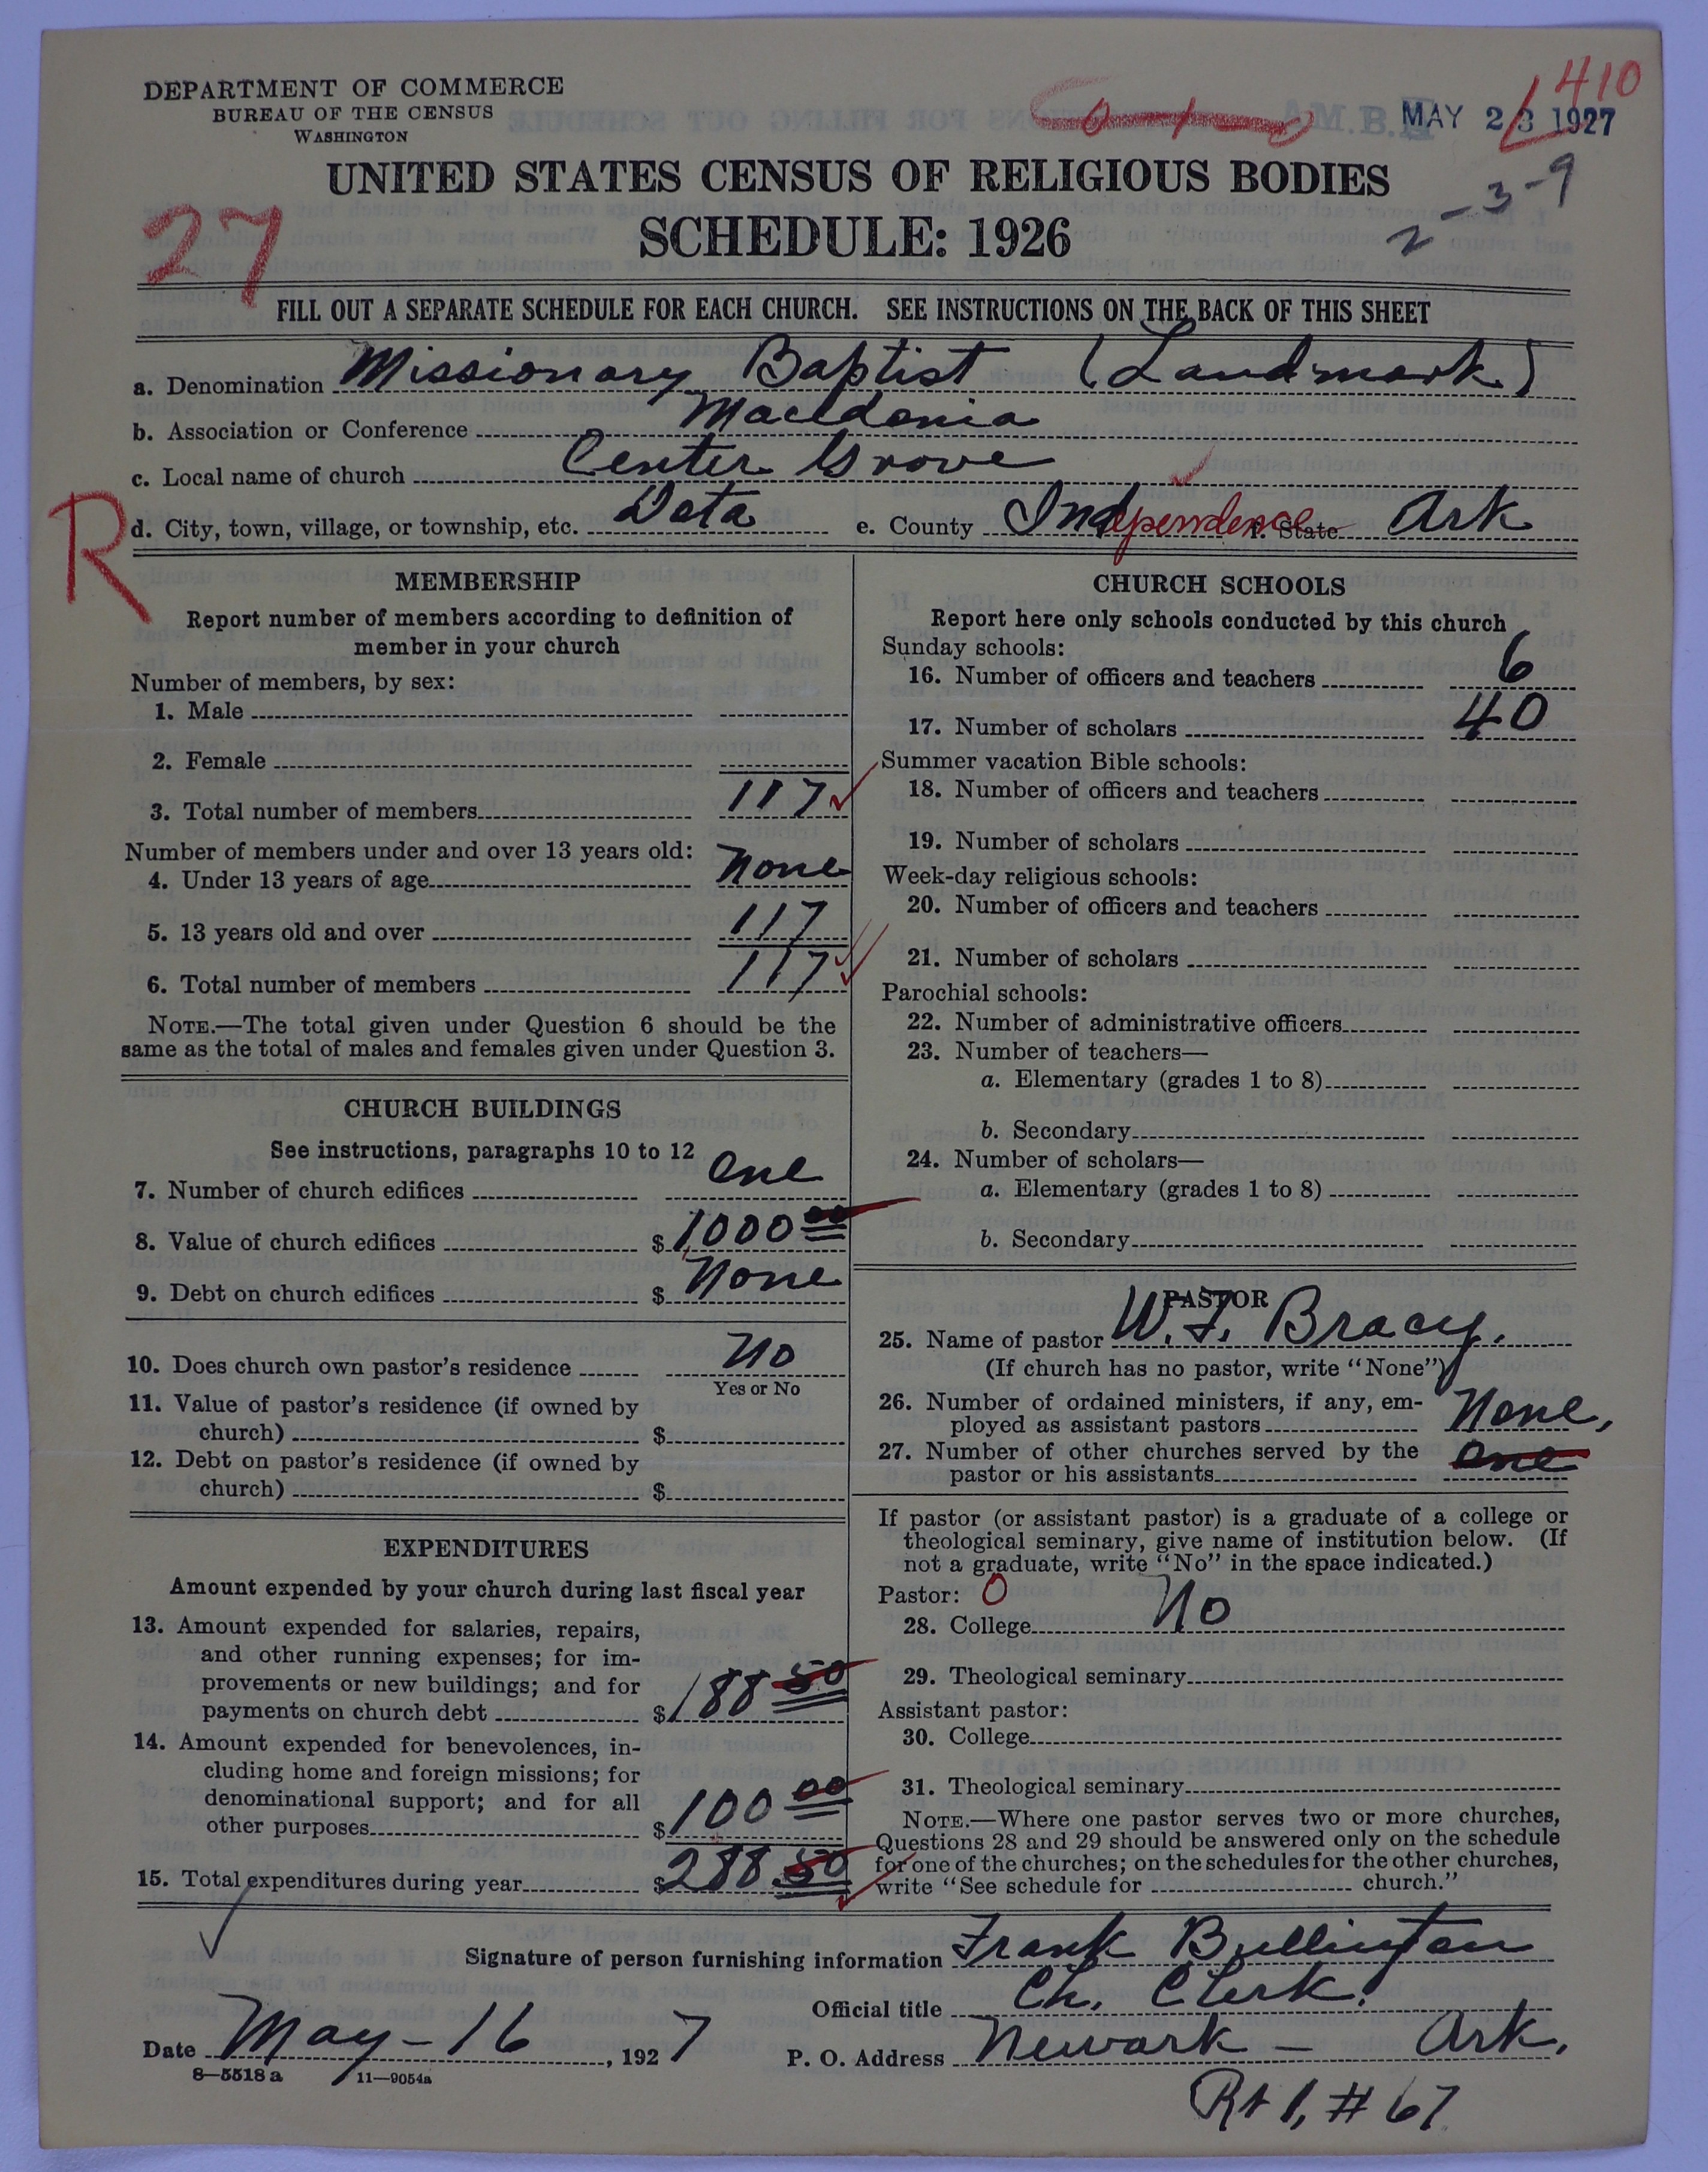 DEPARTMENT OF COMMERCE
BUREAU OF THE CENSUS
WASHINGTON
A.M.B.E
MAY 23 1927
410
UNITED STATES CENSUS OF RELIGIOUS BODIES
SCHEDULE: 1926
27
2-3-9
FILL OUT A SEPARATE SCHEDULE FOR EACH CHURCH. SEE INSTRUCTIONS ON THE BACK OF THIS SHEET
a. Denomination Missionary Baptist (Landmark)
b. Association or Conference Macedonia
c. Local name of church Center Grove
R
d. City, town, village, or township, etc. Dota e. County Independence f. State Ark
MEMBERSHIP
Report number of members according to definition of
member in your church
Number of members, by sex:
1. Male
2. Female
3. Total number of members 117
Number of members under and over 13 years old:
4. Under 13 years of age None
5. 13 years old and over 117
6. Total number of members 117
NOTE.—The total given under Question 6 should be the
same as the total of males and females given under Question 3.
CHURCH BUILDINGS
See instructions, paragraphs 10 to 12
7. Number of church edifices one
8. Value of church edifices $1000 00
9. Debt on church edifices $ None
10. Does church own pastor's residence No
Yes or No
11. Value of pastor's residence (if owned by
church) $
12. Debt on pastor's residence (if owned by
church) $
EXPENDITURES
Amount expended by your church during last fiscal year
13. Amount expended for salaries, repairs,
and other running expenses; for im-
provements or new buildings; and for
payments on church debt $188 50
14. Amount expended for benevolences, in-
cluding home and foreign missions; for
denominational support; and for all
other purposes $100 00
15. Total expenditures during year $288.50
CHURCH SCHOOLS
Report here only schools conducted by this church
Sunday schools:
16. Number of officers and teachers 6
17. Number of scholars 40
Summer vacation Bible schools:
18. Number of officers and teachers
19. Number of scholars
Week-day religious schools:
20. Number of officers and teachers
21. Number of scholars
Parochial schools:
22. Number of administrative officers
23. Number of teachers—
a. Elementary (grades 1 to 8)
b. Secondary
24. Number of scholars—
a. Elementary (grades 1 to 8)
b. Secondary
PASTOR
25. Name of pastor W. F. Bracy.
(If church has no pastor, write "None")
26. Number of ordained ministers, if any, em-
ployed as assistant pastors None,
27. Number of other churches served by the
pastor or his assistants one
If pastor (or assistant pastor) is a graduate of a college or
theological seminary, give name of institution below. (If
not a graduate, write "No" in the space indicated.)
Pastor: 0
28. College No
29. Theological seminary
Assistant pastor:
30. College
31. Theological seminary
NOTE.—Where one pastor serves two or more churches,
Questions 28 and 29 should be answered only on the schedule
for one of the churches; on the schedules for the other churches,
write "See schedule for church."
Signature of person furnishing information Frank Bullington
Official title Ch. Clerk.
Date May-16, 1927 P. O. Address Newark - Ark.
8—5518a 11—9054a
Rt 1, # 67